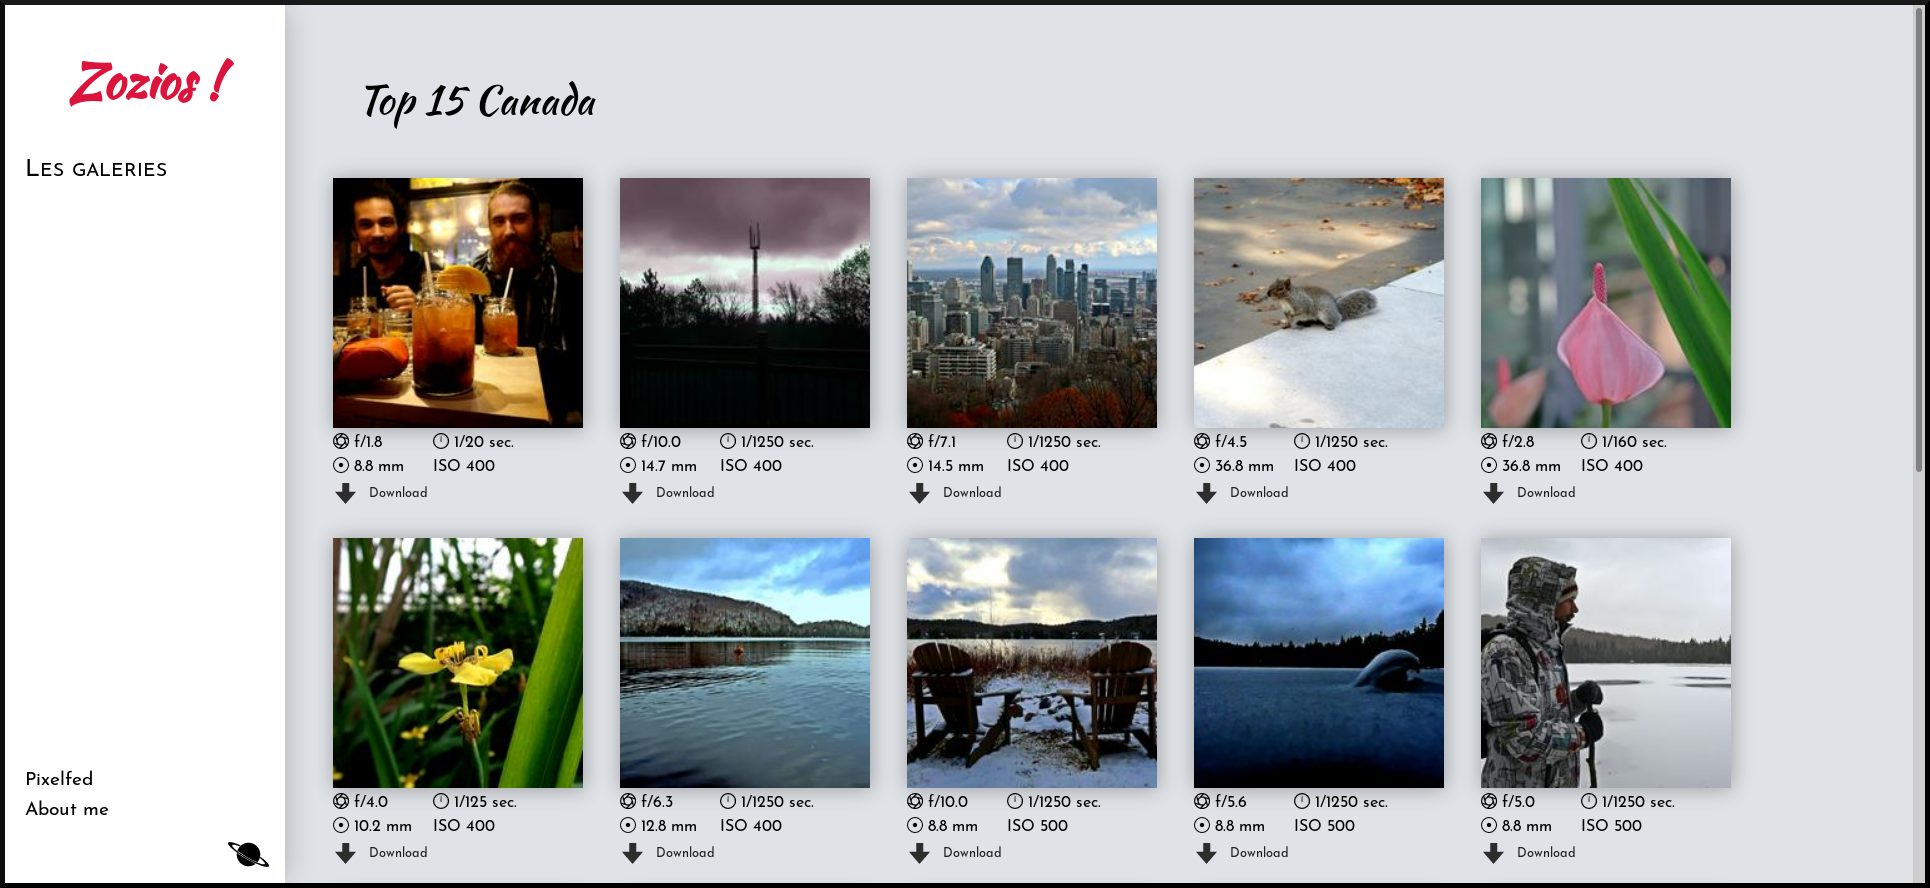 Zozios !
Les galeries
Pixelfed
About me
Top 15 Canada
f/1.8 1/20 sec.
8.8 mm ISO 400
Download
f/10.0 1/1250 sec.
14.7 mm ISO 400
Download
f/7.1 1/1250 sec.
14.5 mm ISO 400
Download
f/4.5 1/1250 sec.
36.8 mm ISO 400
Download
f/2.8 1/160 sec.
36.8 mm ISO 400
Download
f/4.0 1/125 sec.
10.2 mm ISO 400
Download
f/6.3 1/1250 sec.
12.8 mm ISO 400
Download
f/10.0 1/1250 sec.
8.8 mm ISO 500
Download
f/5.6 1/1250 sec.
8.8 mm ISO 500
Download
f/5.0 1/1250 sec.
8.8 mm ISO 500
Download